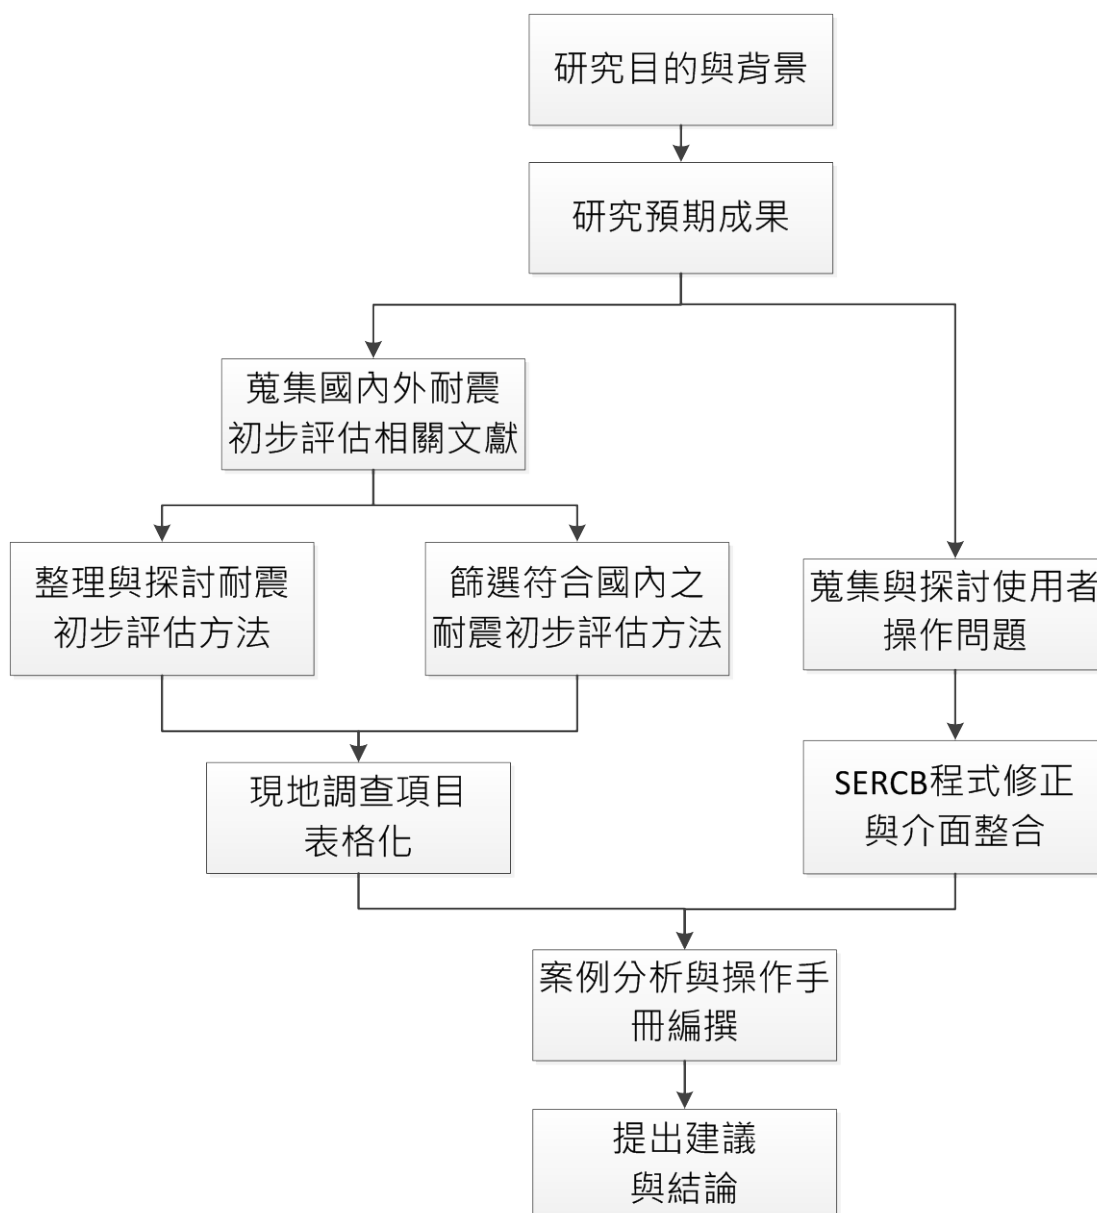 研究目的與背景
研究預期成果
蒐集國內外耐震
初步評估相關文獻
整理與探討耐震
初步評估方法
篩選符合國內之
耐震初步評估方法
蒐集與探討使用者
操作問題
現地調查項目
表格化
SERCB程式修正
與介面整合
案例分析與操作手
冊編撰
提出建議
與結論